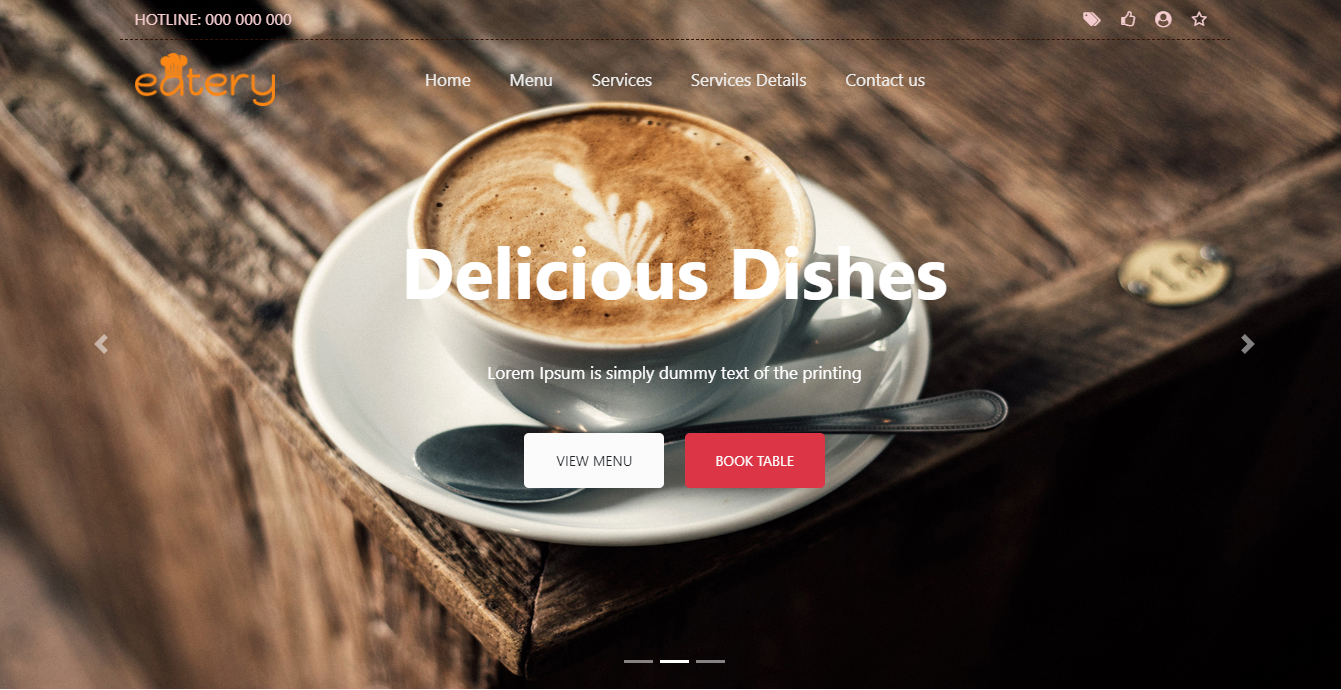 HOTLINE: 000 000 000
eatery
Home Menu Services Services Details Contact us
Delicious Dishes
Lorem Ipsum is simply dummy text of the printing
VIEW MENU BOOK TABLE